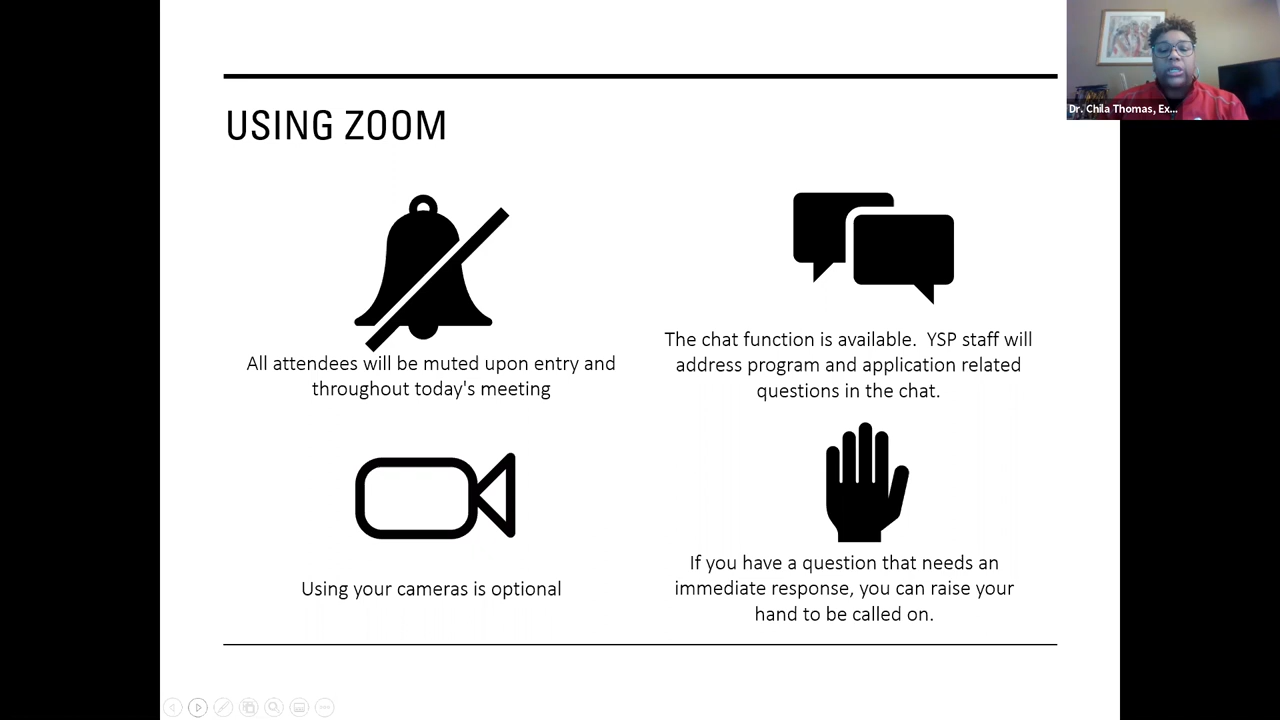 Dr. Chila Thomas, Ex...
USING ZOOM
All attendees will be muted upon entry and
throughout today's meeting
The chat function is available.  YSP staff will
address program and application related
questions in the chat.
Using your cameras is optional
If you have a question that needs an
immediate response, you can raise your
hand to be called on.